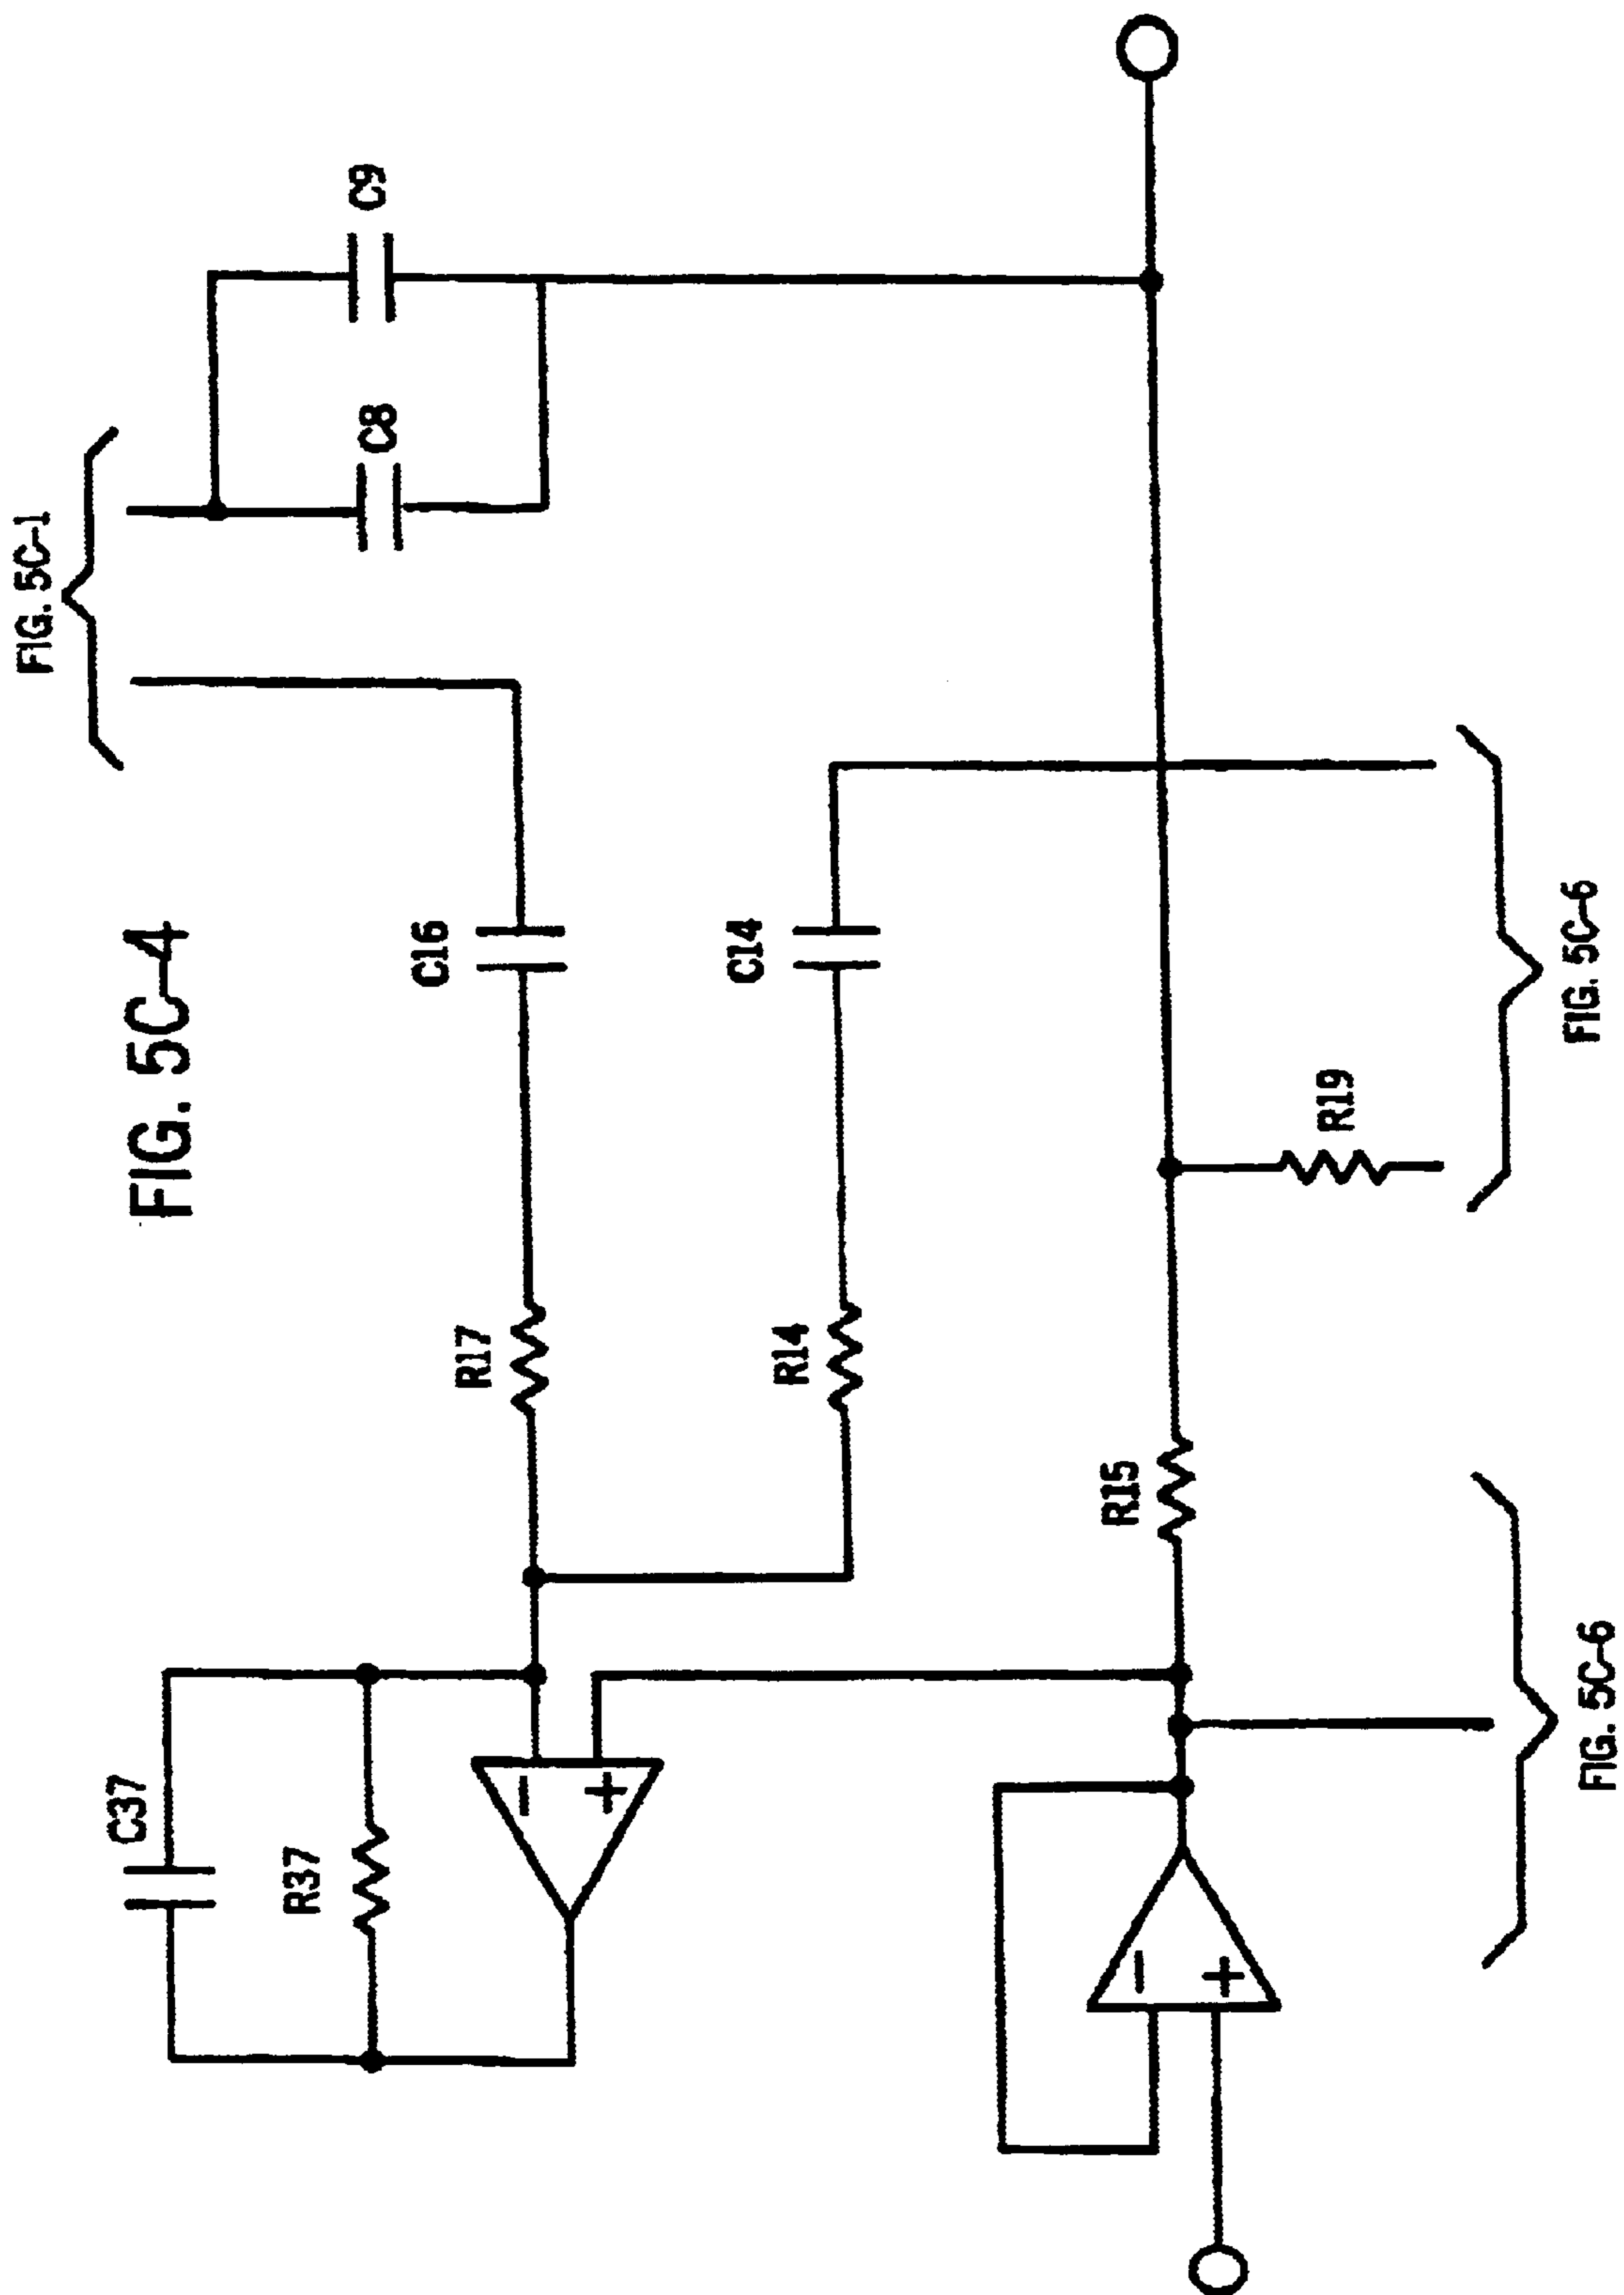 FIG. 5C-1
C9
C8
FIG. 5C-4
C16
C14
R17
R14
R19
R15
FIG. 5C-6
C37
R37
−
+
−
+
FIG. 5C-6